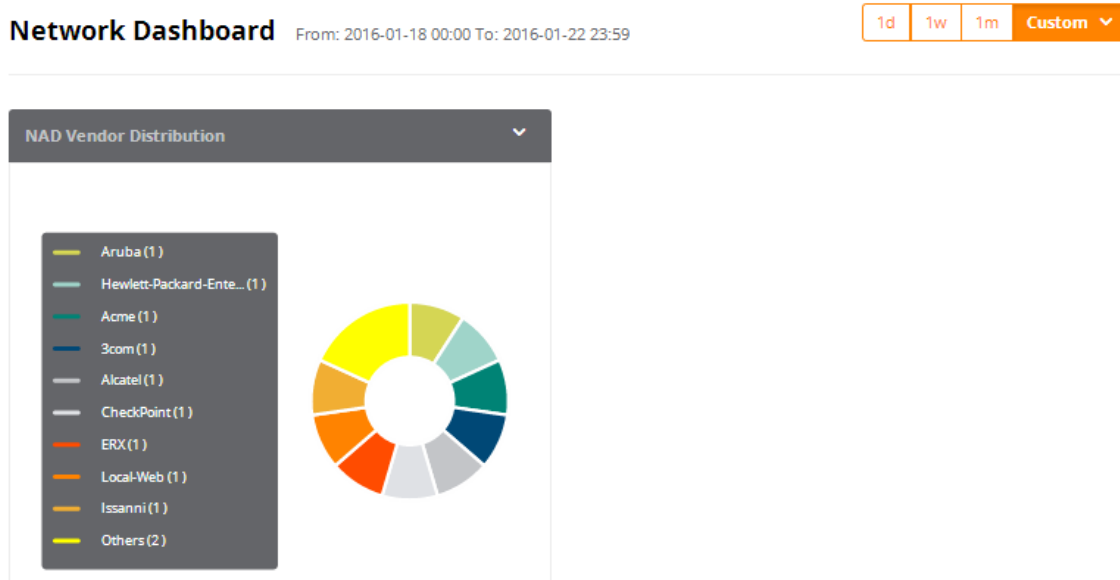 Network Dashboard From: 2016-01-18 00:00 To: 2016-01-22 23:59 1d 1w 1m Custom
NAD Vendor Distribution
Aruba (1)
Hewlett-Packard-Ente... (1)
Acme (1)
3com (1)
Alcatel (1)
CheckPoint (1)
ERX (1)
Local-Web (1)
Issanni (1)
Others (2)